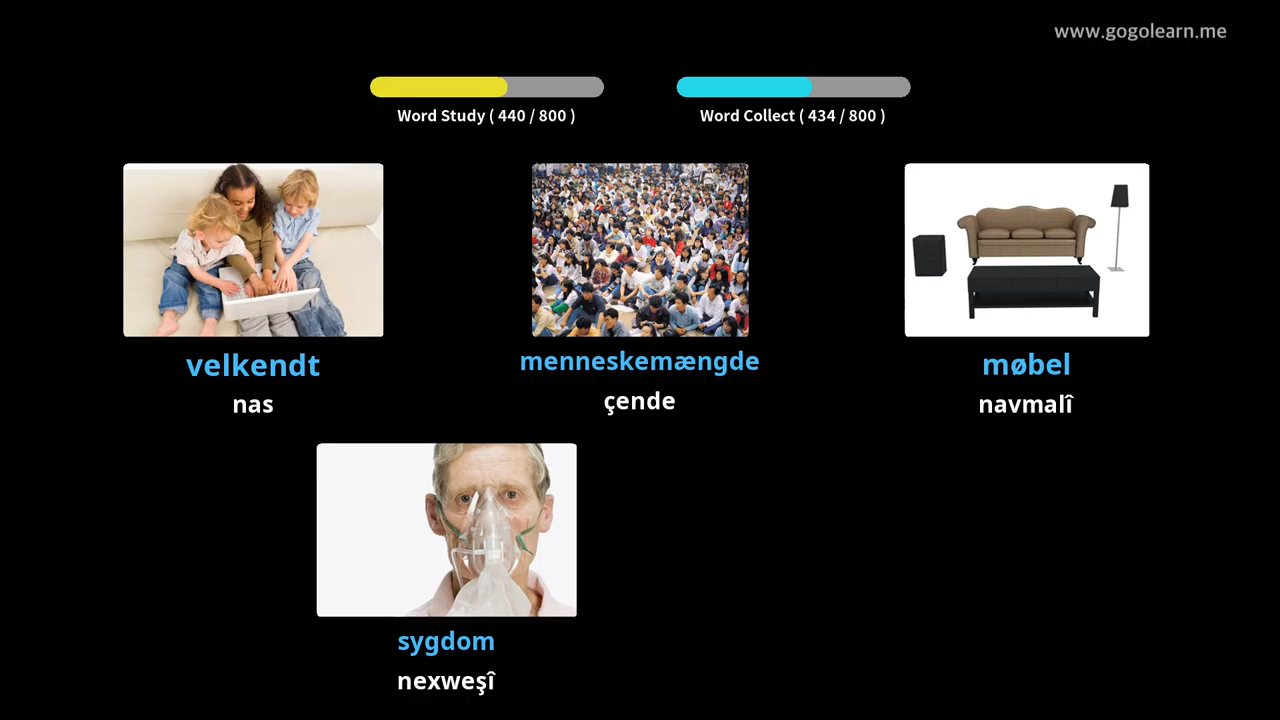 www.gogolearn.me
Word Study ( 440 / 800 )
Word Collect ( 434 / 800 )
velkendt
nas
menneskemængde
çende
møbel
navmalî
sygdom
nexweşî